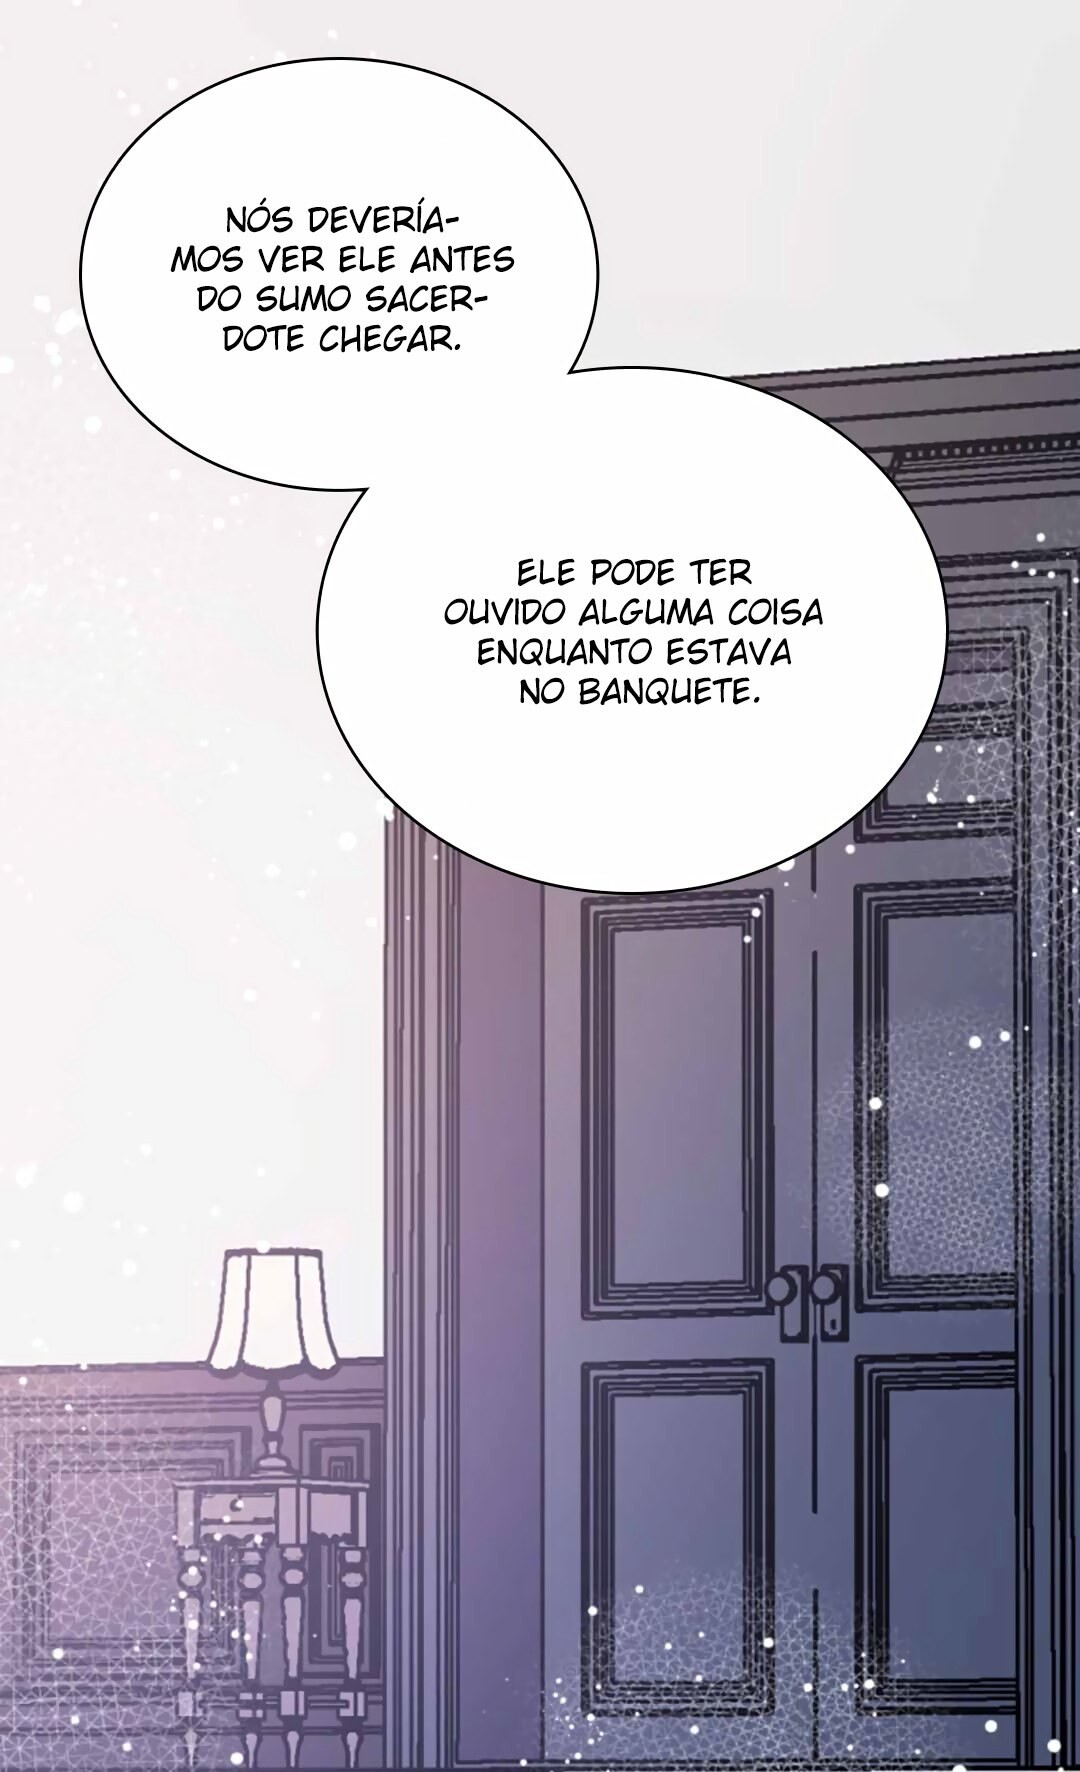 NÓS DEVERÍA-
MOS VER ELE ANTES
DO SUMO SACER-
DOTE CHEGAR.
ELE PODE TER
OUVIDO ALGUMA COISA
ENQUANTO ESTAVA
NO BANQUETE.